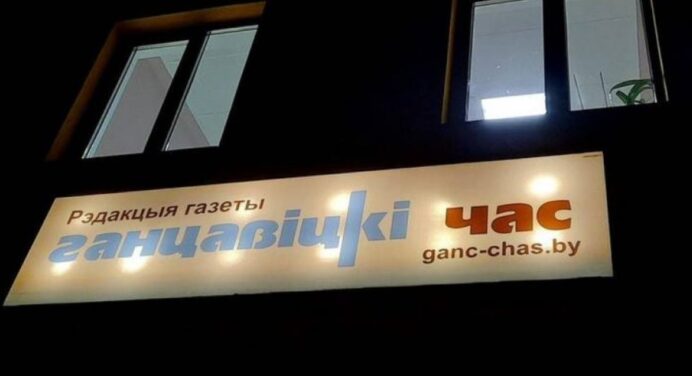 Рэдакцыя газеты
ганцавіцкі час
ganc-chas.by